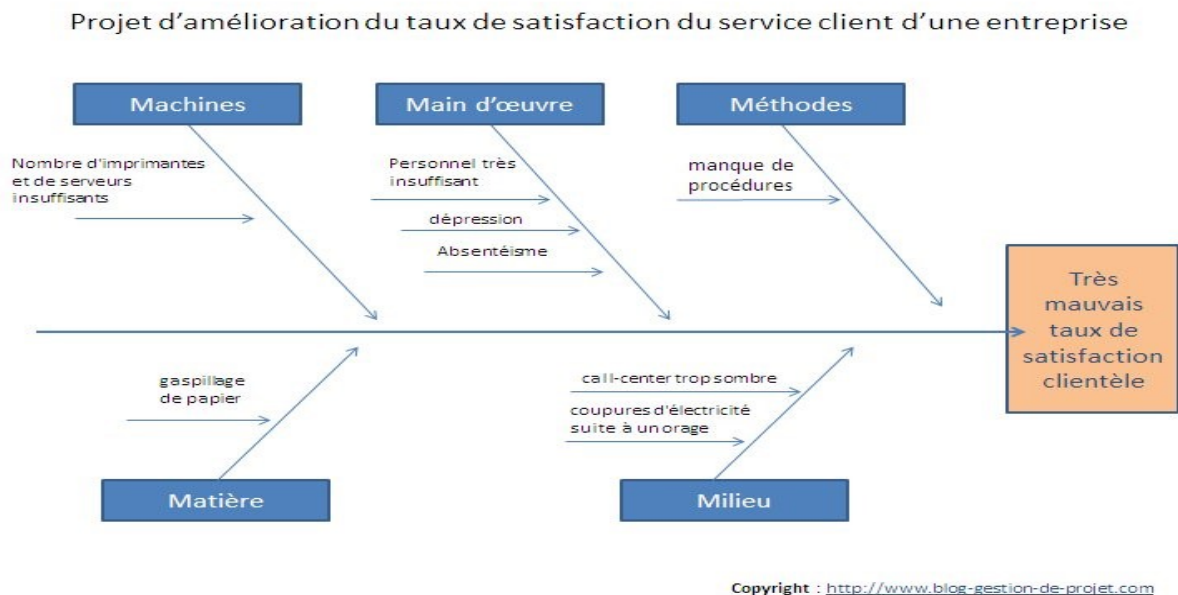 Projet d'amélioration du taux de satisfaction du service client d'une entreprise
Machines
Main d'œuvre
Méthodes
Nombre d'imprimantes
et de serveurs
insuffisants
Personnel très
insuffisant
dépression
Absentéisme
manque de
procédures
Très
mauvais
taux de
satisfaction
clientèle
gaspillage
de papier
call-center trop sombre
coupures d'électricité
suite à un orage
Matière
Milieu
Copyright : http://www.blog-gestion-de-projet.com